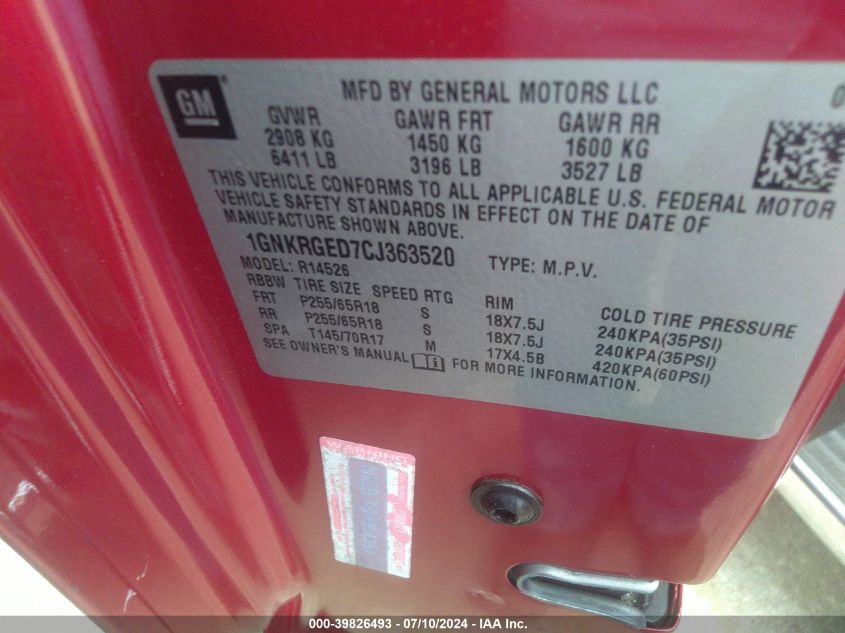 GM
MFD BY GENERAL MOTORS LLC 0
GVWR GAWR FRT GAWR RR
2908 KG 1450 KG 1600 KG
6411 LB 3196 LB 3527 LB
THIS VEHICLE CONFORMS TO ALL APPLICABLE U.S. FEDERAL MOTOR
VEHICLE SAFETY STANDARDS IN EFFECT ON THE DATE OF
MANUFACTURE SHOWN ABOVE.
1GNKRGED7CJ363520 TYPE: M.P.V.
MODEL: R14526
RBBW TIRE SIZE SPEED RTG RIM COLD TIRE PRESSURE
FRT P255/65R18 S 18X7.5J 240KPA(35PSI)
RR P255/65R18 S 18X7.5J 240KPA(35PSI)
SPA T145/70R17 M 17X4.5B 420KPA(60PSI)
SEE OWNER'S MANUAL FOR MORE INFORMATION.
WARNING
000-39826493 - 07/10/2024 - IAA Inc.